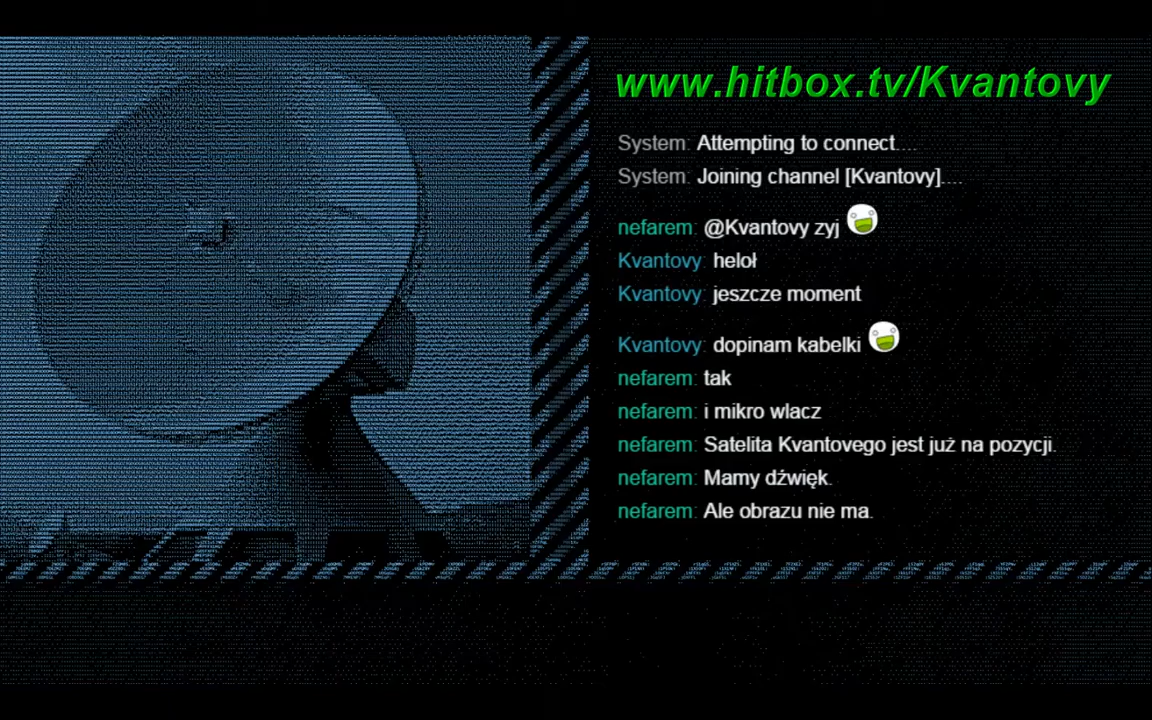 www.hitbox.tv/Kvantovy
System: Attempting to connect....
System: Joining channel [Kvantovy]....
nefarem: @Kvantovy zyj
Kvantovy: heloł
Kvantovy: jeszcze moment
Kvantovy: dopinam kabelki
nefarem: tak
nefarem: i mikro wlacz
nefarem: Satelita Kvantovego jest już na pozycji.
nefarem: Mamy dźwięk.
nefarem: Ale obrazu nie ma.